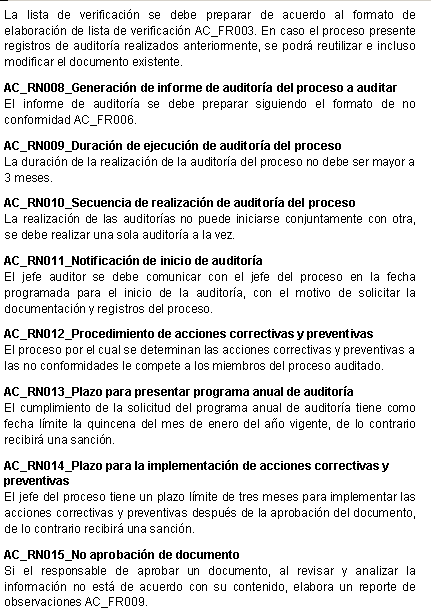 La lista de verificación se debe preparar de acuerdo al formato de
elaboración de lista de verificación AC_FR003. En caso el proceso presente
registros de auditoría realizados anteriormente, se podrá reutilizar e incluso
modificar el documento existente.
AC_RN008_Generación de informe de auditoría del proceso a auditar
El informe de auditoría se debe preparar siguiendo el formato de no
conformidad AC_FR006.
AC_RN009_Duración de ejecución de auditoría del proceso
La duración de la realización de la auditoría del proceso no debe ser mayor a
3 meses.
AC_RN010_Secuencia de realización de auditoría del proceso
La realización de las auditorías no puede iniciarse conjuntamente con otra,
se debe realizar una sola auditoría a la vez.
AC_RN011_Notificación de inicio de auditoría
El jefe auditor se debe comunicar con el jefe del proceso en la fecha
programada para el inicio de la auditoría, con el motivo de solicitar la
documentación y registros del proceso.
AC_RN012_Procedimiento de acciones correctivas y preventivas
El proceso por el cual se determinan las acciones correctivas y preventivas a
las no conformidades le compete a los miembros del proceso auditado.
AC_RN013_Plazo para presentar programa anual de auditoría
El cumplimiento de la solicitud del programa anual de auditoría tiene como
fecha límite la quincena del mes de enero del año vigente, de lo contrario
recibirá una sanción.
AC_RN014_Plazo para la implementación de acciones correctivas y
preventivas
El jefe del proceso tiene un plazo límite de tres meses para implementar las
acciones correctivas y preventivas después de la aprobación del documento,
de lo contrario recibirá una sanción.
AC_RN015_No aprobación de documento
Si el responsable de aprobar un documento, al revisar y analizar la
información no está de acuerdo con su contenido, elabora un reporte de
observaciones AC_FR009.